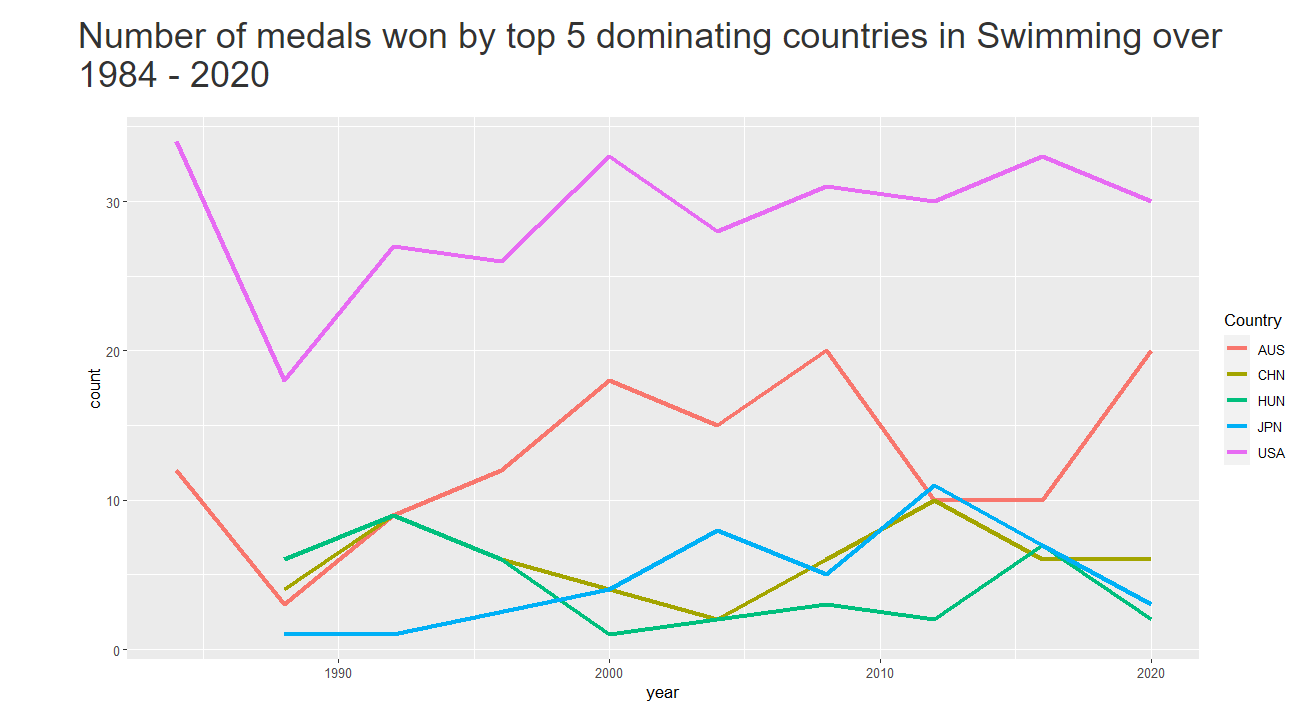 Number of medals won by top 5 dominating countries in Swimming over
1984 - 2020
30
20
10
0
count
1990
2000
2010
2020
year
Country
AUS
CHN
HUN
JPN
USA